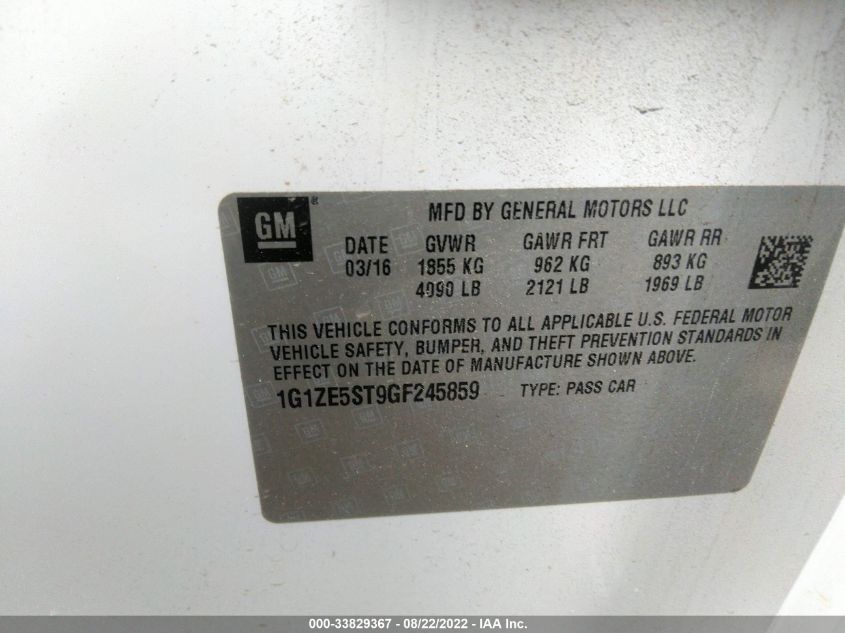 GM®
MFD BY GENERAL MOTORS LLC
DATE GVWR GAWR FRT GAWR RR
03/16 1855 KG 962 KG 893 KG
4090 LB 2121 LB 1969 LB
THIS VEHICLE CONFORMS TO ALL APPLICABLE U.S. FEDERAL MOTOR
VEHICLE SAFETY, BUMPER, AND THEFT PREVENTION STANDARDS IN
EFFECT ON THE DATE OF MANUFACTURE SHOWN ABOVE.
1G1ZE5ST9GF245859 TYPE: PASS CAR
000-33829367 - 08/22/2022 - IAA Inc.